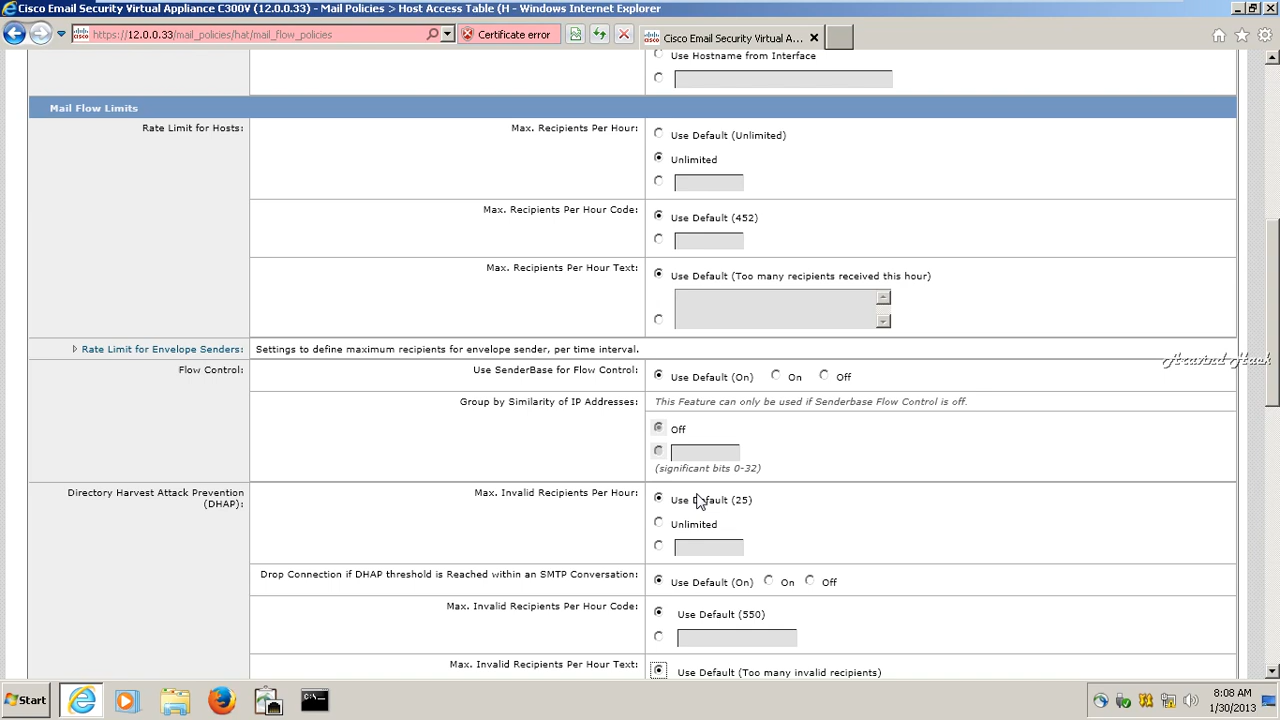 Cisco Email Security Virtual Appliance C300V (12.0.0.33) - Mail Policies > Host Access Table (H - Windows Internet Explorer
https://12.0.0.33/mail_policies/hat/mail_flow_policies
Certificate error
Cisco Email Security Virtual A...
Use Hostname from Interface
Mail Flow Limits
Rate Limit for Hosts:
Max. Recipients Per Hour:
Use Default (Unlimited)
Unlimited
Max. Recipients Per Hour Code:
Use Default (452)
Max. Recipients Per Hour Text:
Use Default (Too many recipients received this hour)
Rate Limit for Envelope Senders:
Settings to define maximum recipients for envelope sender, per time interval.
Flow Control:
Use SenderBase for Flow Control:
Use Default (On) On Off
Group by Similarity of IP Addresses:
This Feature can only be used if Senderbase Flow Control is off.
Off
(significant bits 0-32)
Directory Harvest Attack Prevention
(DHAP):
Max. Invalid Recipients Per Hour:
Use Default (25)
Unlimited
Drop Connection if DHAP threshold is Reached within an SMTP Conversation:
Use Default (On) On Off
Max. Invalid Recipients Per Hour Code:
Use Default (550)
Max. Invalid Recipients Per Hour Text:
Use Default (Too many invalid recipients)
Start
8:08 AM
1/30/2013